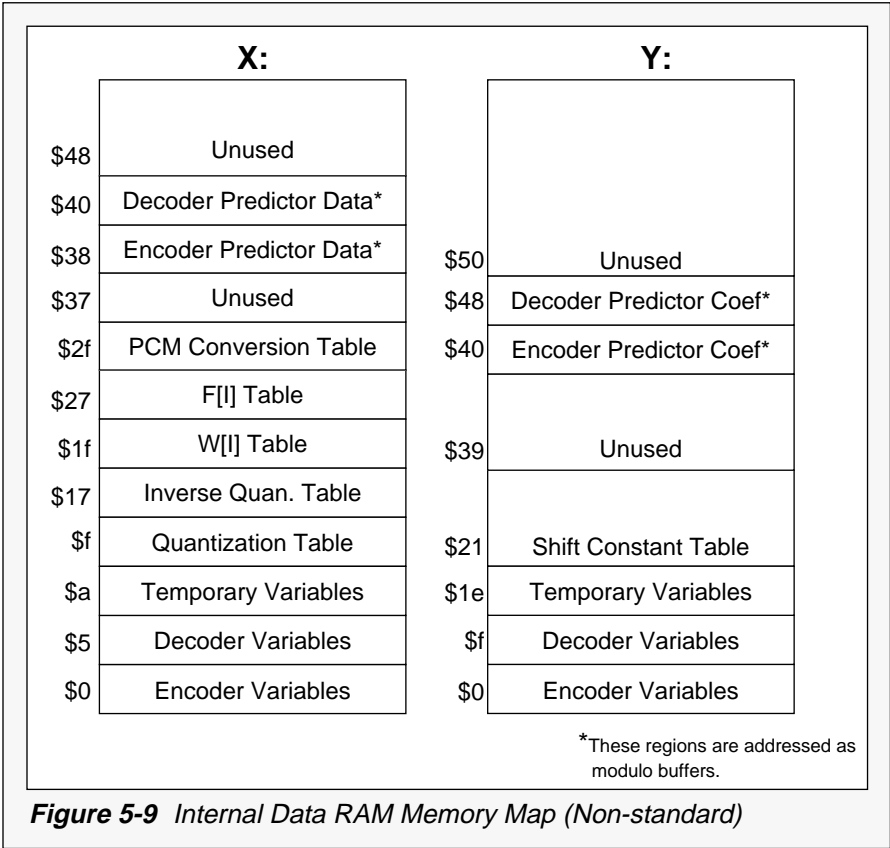 X:
$48 Unused
$40 Decoder Predictor Data*
$38 Encoder Predictor Data*
$37 Unused
$2f PCM Conversion Table
$27 F[I] Table
$1f W[I] Table
$17 Inverse Quan. Table
$f Quantization Table
$a Temporary Variables
$5 Decoder Variables
$0 Encoder Variables
Y:
$50 Unused
$48 Decoder Predictor Coef*
$40 Encoder Predictor Coef*
$39 Unused
$21 Shift Constant Table
$1e Temporary Variables
$f Decoder Variables
$0 Encoder Variables
*These regions are addressed as
modulo buffers.
Figure 5-9 Internal Data RAM Memory Map (Non-standard)